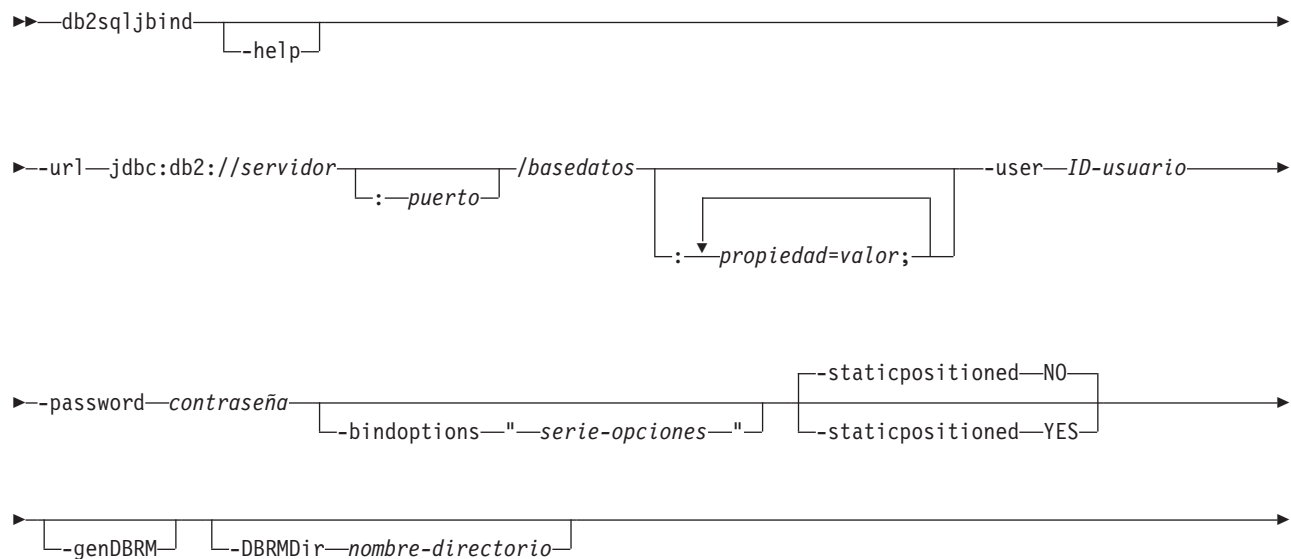 db2sqljbind
-help
-url jdbc:db2://servidor /basedatos -user ID-usuario
: puerto
: propiedad=valor;
-staticpositioned NO
-password contraseña
-bindoptions " serie-opciones " -staticpositioned YES
-genDBRM -DBRMDir nombre-directorio